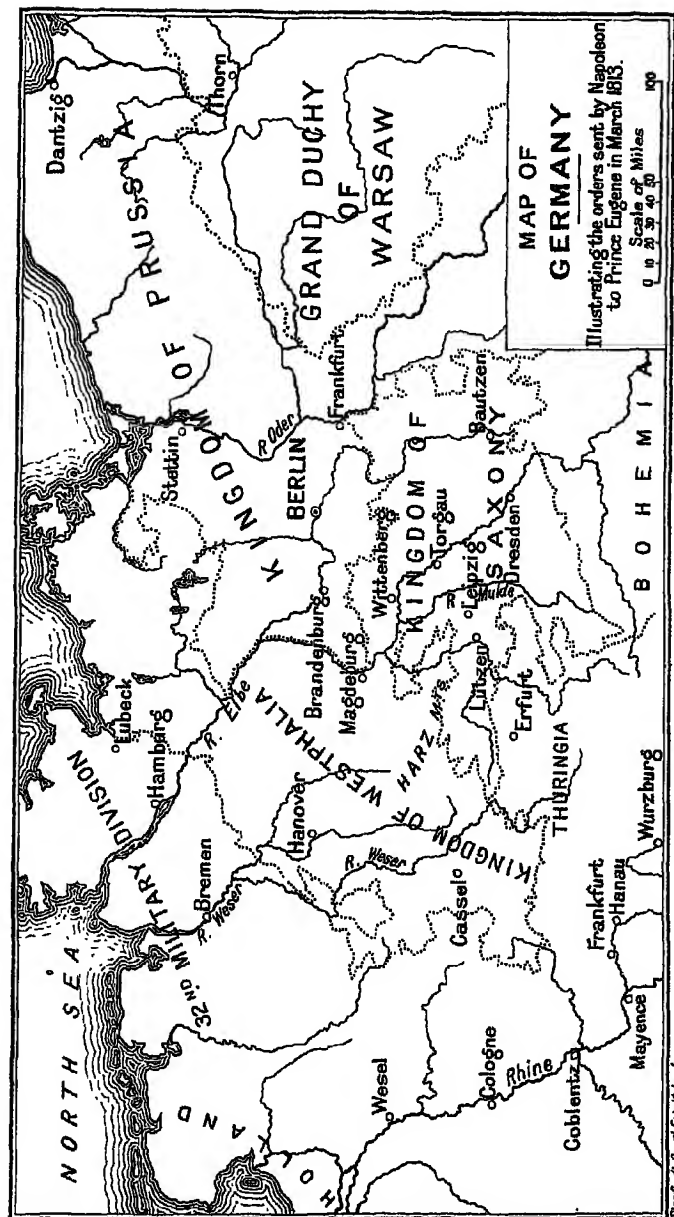 NORTH SEA
HOLLAND
32ND MILITARY DIVISION
Lübeck
Hamburg
Bremen
R. Weser
R. Elbe
Hanover
R. Weser
KINGDOM OF WESTPHALIA
HARZ MTS
Cassel
Wesel
Cologne
Rhine
Coblentz
Mayence
Frankfurt
Hanau
Wurzburg
THURINGIA
Erfurt
Lützen
Leipzig
R. Mulde
Magdeburg
Brandenburg
BERLIN
Wittenberg
Torgau
KINGDOM OF
SAXONY
Dresden
Bautzen
BOHEMIA
KINGDOM OF PRUSSIA
Stettin
R. Oder
Frankfurt
Dantzig
Thorn
GRAND DUCHY
OF
WARSAW
MAP OF
GERMANY
Illustrating the orders sent by Napoleon
to Prince Eugene in March 1813.
Scale of Miles
0 10 20 30 40 50 100